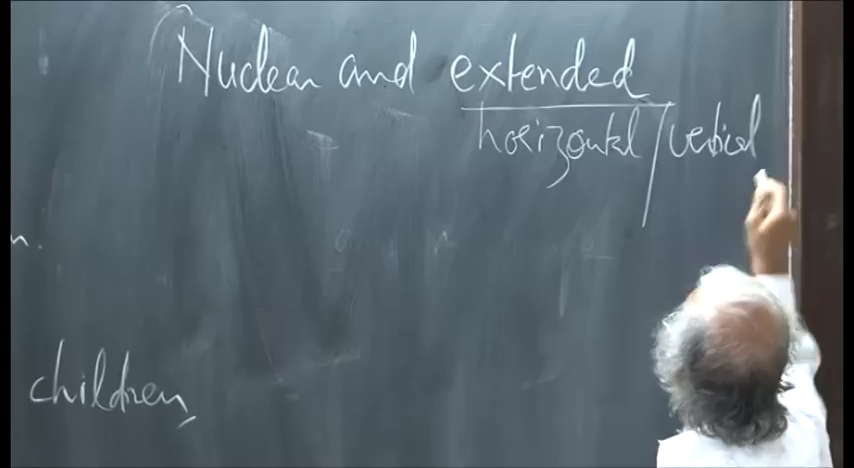 Nuclear and extended
horizontal/vertical
children,